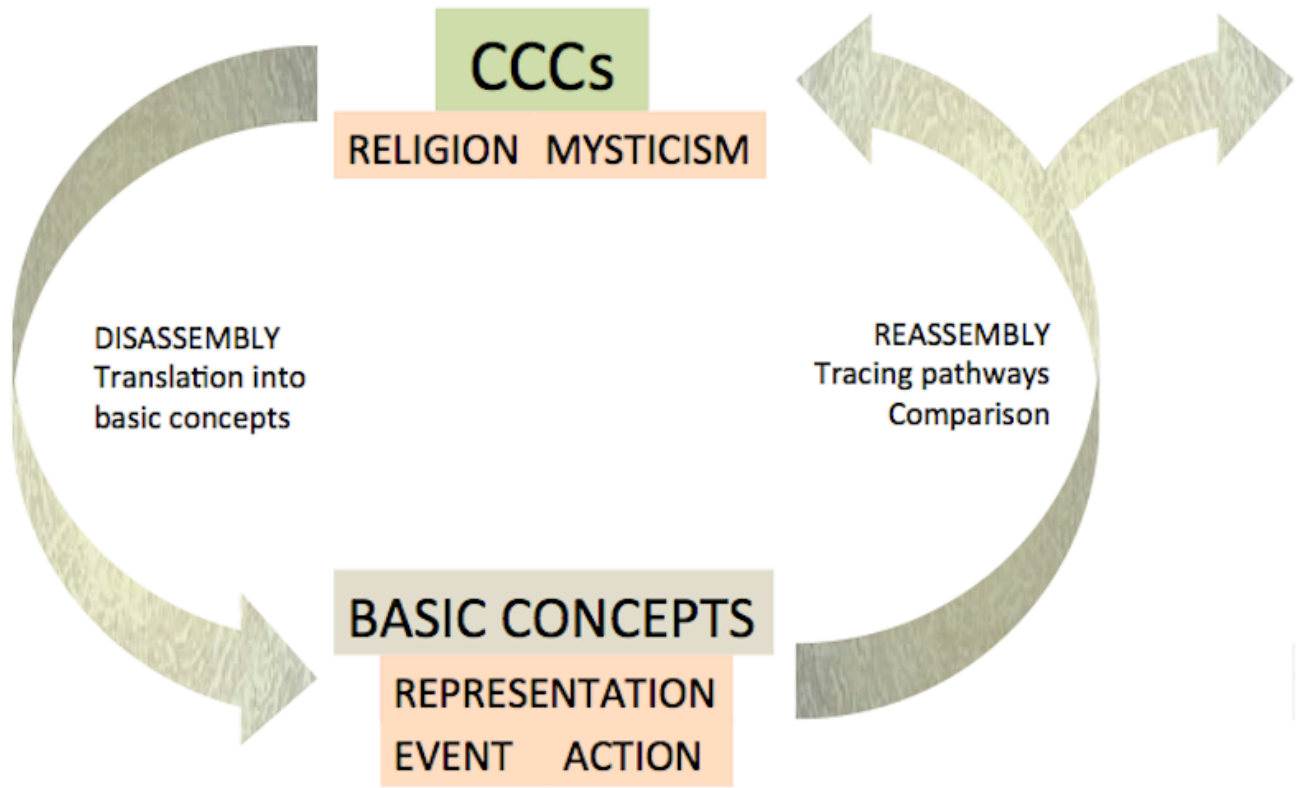 CCCs
RELIGION MYSTICISM
DISASSEMBLY
Translation into
basic concepts
REASSEMBLY
Tracing pathways
Comparison
BASIC CONCEPTS
REPRESENTATION
EVENT ACTION